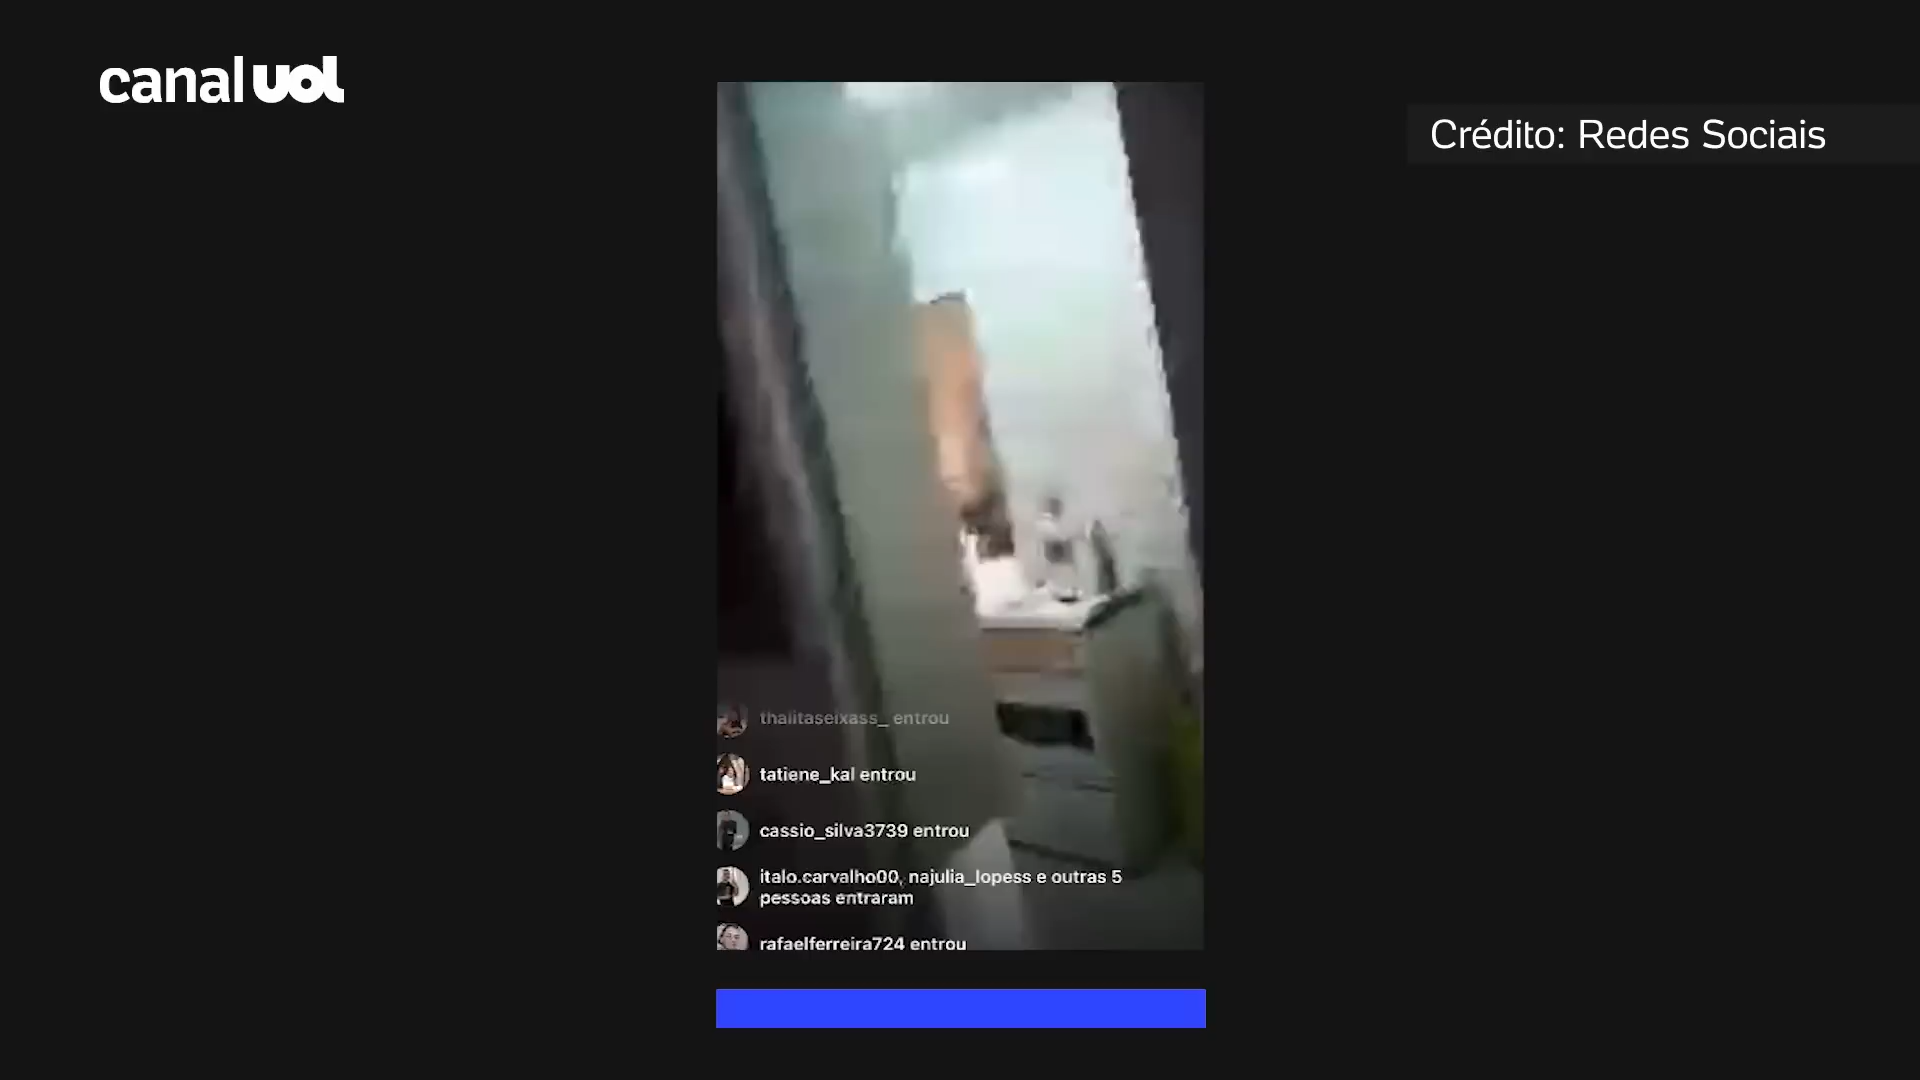 canal uol
Crédito: Redes Sociais
thalitaseixass_ entrou
tatiene_kal entrou
cassio_silva3739 entrou
italo.carvalho00, najulia_lopess e outras 5
pessoas entraram
rafaelferreira724 entrou